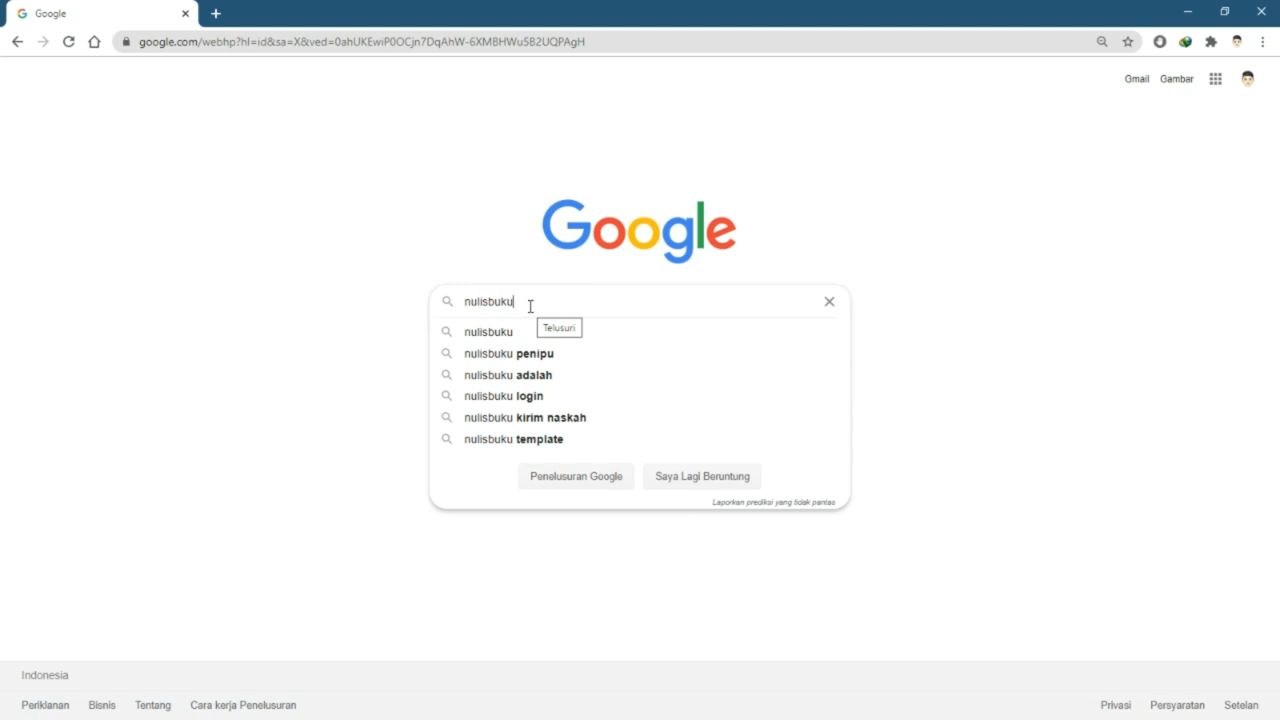 Google
google.com/webhp?hl=id&sa=X&ved=0ahUKEwiP0OCjn7DqAhW-6XMBHWu5B2UQPAgH
Gmail Gambar
Google
nulisbuku
Telusuri
nulisbuku
nulisbuku penipu
nulisbuku adalah
nulisbuku login
nulisbuku kirim naskah
nulisbuku template
Penelusuran Google Saya Lagi Beruntung
Laporkan prediksi yang tidak pantas
Indonesia
Periklanan Bisnis Tentang Cara kerja Penelusuran Privasi Persyaratan Setelan